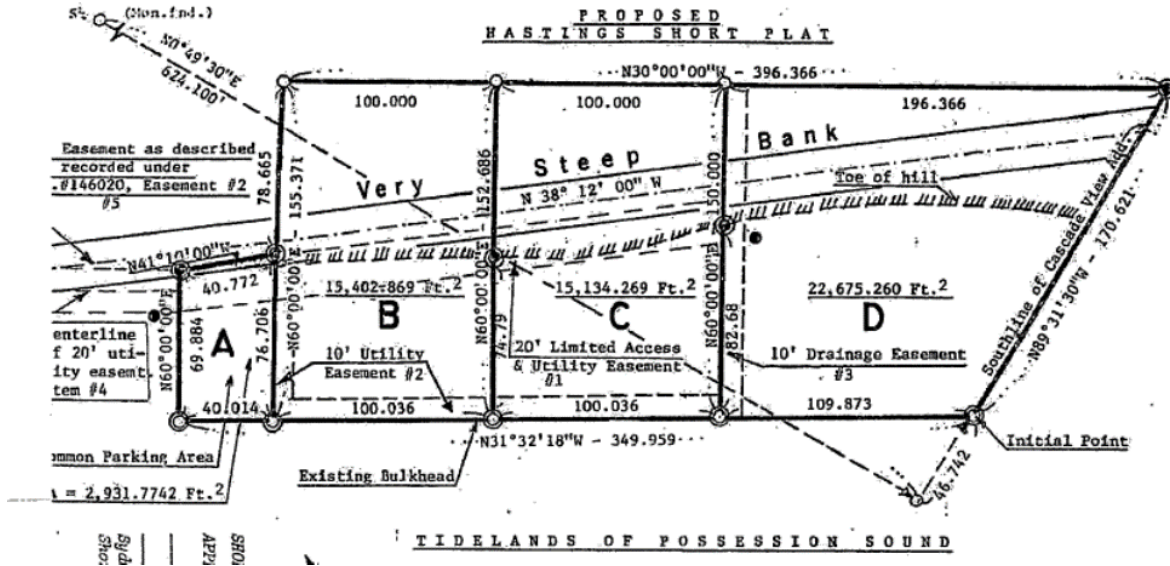 PROPOSED
HASTINGS SHORT PLAT
(Mon.fnd.)
N0°49'30"E
624.100'
N30°00'00"W - 396.366
100.000
100.000
196.366
Easement as described
recorded under
.#146020, Easement #2
#5
78.665
155.371
152.686
150.000
Very Steep Bank
N 38° 12' 00" W
Toe of hill
Southline of Cascade View Add.
N89°31'30"W - 170.621
N41°10'00"W
40.772
N60°00'00"E
69.884
A
76.706
N60°00'00"E
15,402.869 Ft.2
B
N60°00'00"E
74.79
15,134.269 Ft.2
C
N60°00'00"E
82.68
22,675.260 Ft.2
D
enterline
f 20' uti-
ity easemt.
tem #4
10' Utility
Easement #2
20' Limited Access
& Utility Easement
#1
10' Drainage Easement
#3
40.014
100.036
100.036
109.873
N31°32'18"W - 349.959
Initial Point
46.742
mmon Parking Area
= 2,931.7742 Ft.2
Existing Bulkhead
TIDELANDS OF POSSESSION SOUND